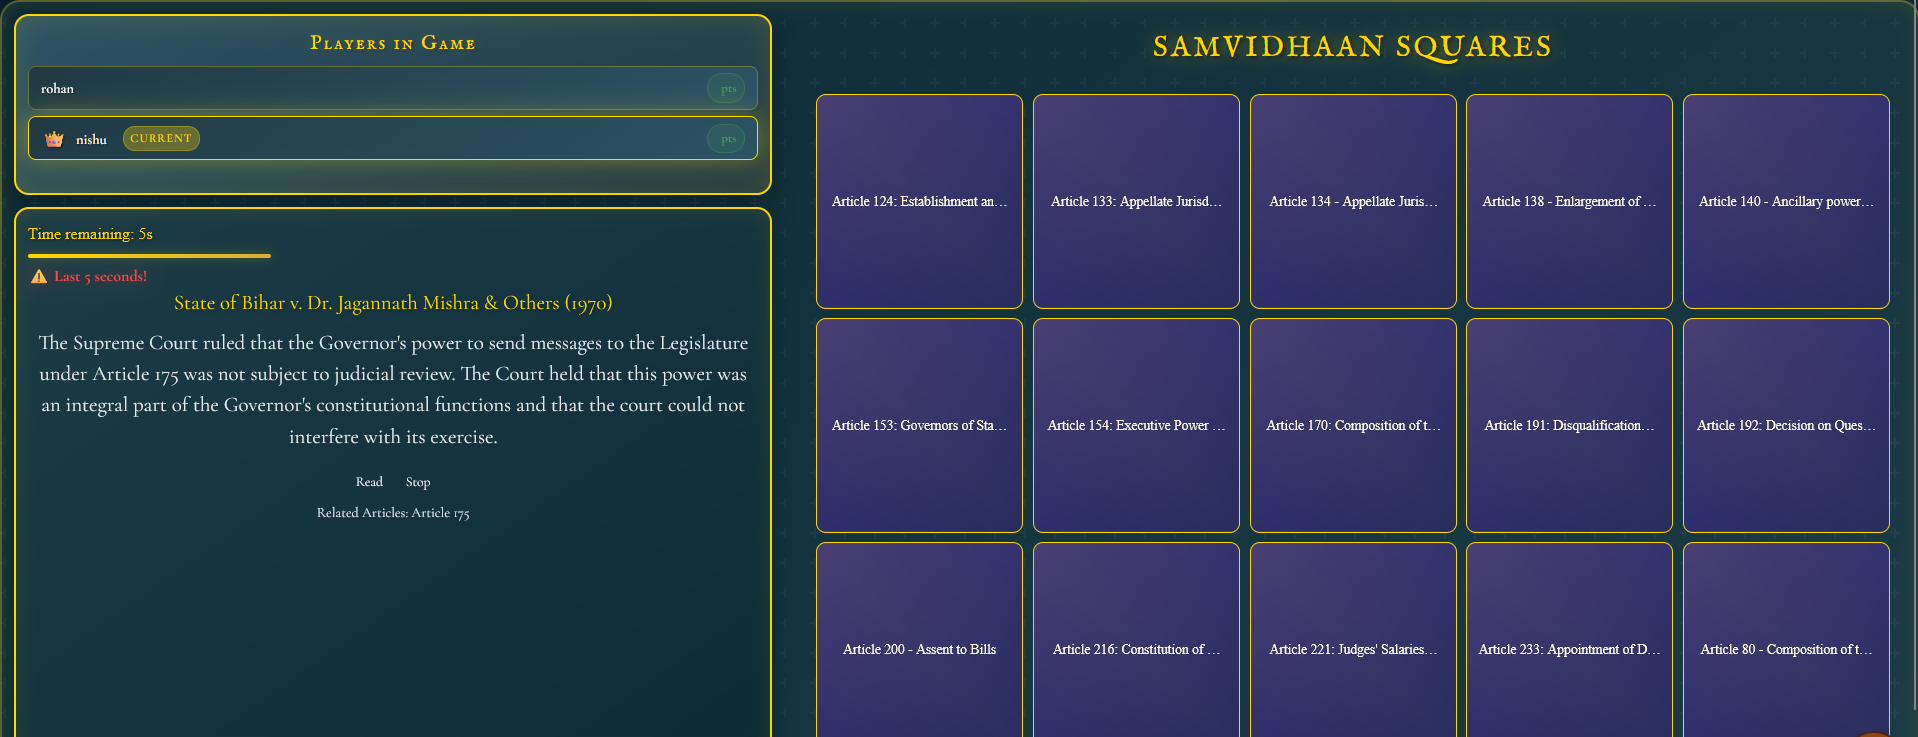 Players in Game
rohan
pts
nishu
CURRENT
pts
Time remaining: 5s
Last 5 seconds!
State of Bihar v. Dr. Jagannath Mishra & Others (1970)
The Supreme Court ruled that the Governor's power to send messages to the Legislature
under Article 175 was not subject to judicial review. The Court held that this power was
an integral part of the Governor's constitutional functions and that the court could not
interfere with its exercise.
Read Stop
Related Articles: Article 175
SAMVIDHAAN SQUARES
Article 124: Establishment an...
Article 133: Appellate Jurisd...
Article 134 - Appellate Juris...
Article 138 - Enlargement of ...
Article 140 - Ancillary power...
Article 153: Governors of Sta...
Article 154: Executive Power ...
Article 170: Composition of t...
Article 191: Disqualification...
Article 192: Decision on Ques...
Article 200 - Assent to Bills
Article 216: Constitution of ...
Article 221: Judges' Salaries...
Article 233: Appointment of D...
Article 80 - Composition of t...